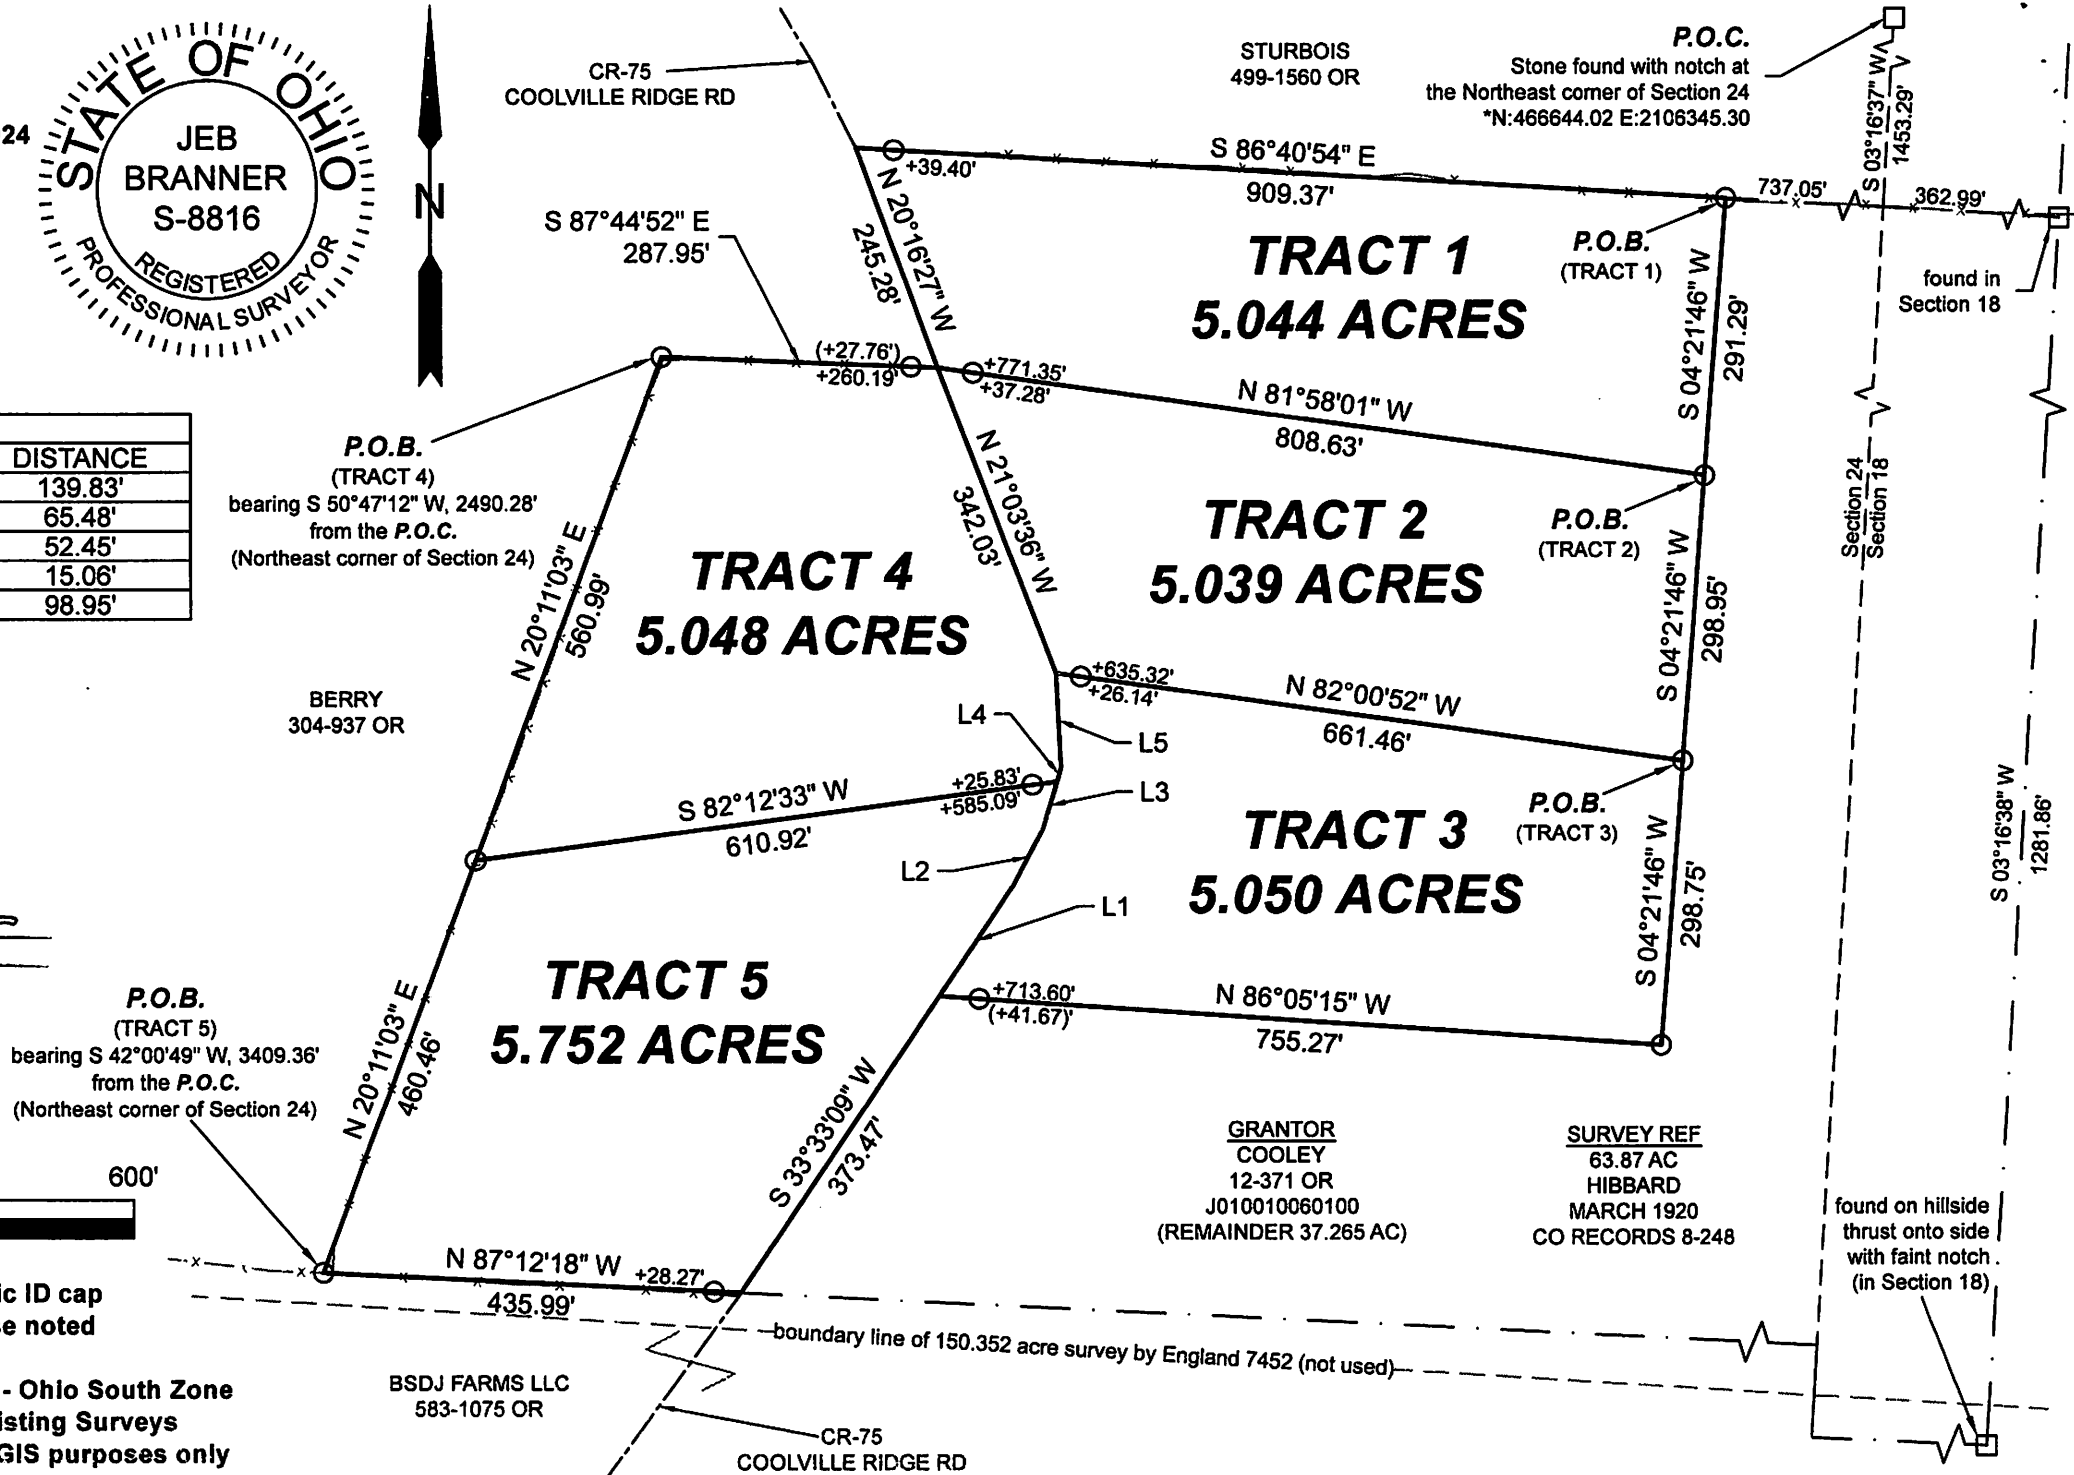 STATE OF OHIO
JEB
BRANNER
S-8816
REGISTERED
PROFESSIONAL SURVEYOR
24
N
CR-75
COOLVILLE RIDGE RD
STURBOIS
499-1560 OR
P.O.C.
Stone found with notch at
the Northeast corner of Section 24
*N:466644.02 E:2106345.30
S 03°16'37" W
1453.29'
S 86°40'54" E
909.37'
+39.40'
737.05'
362.99'
N 20°16'27" W
245.28'
S 87°44'52" E
287.95'
TRACT 1
5.044 ACRES
P.O.B.
(TRACT 1)
S 04°21'46" W
291.29'
found in
Section 18
(+27.76')
+260.19'
+771.35'
+37.28'
N 81°58'01" W
808.63'
P.O.B.
(TRACT 4)
bearing S 50°47'12" W, 2490.28'
from the P.O.C.
(Northeast corner of Section 24)
DISTANCE
139.83'
65.48'
52.45'
15.06'
98.95'
N 21°03'36" W
342.03'
TRACT 2
5.039 ACRES
P.O.B.
(TRACT 2)
S 04°21'46" W
298.95'
Section 24
Section 18
N 20°11'03" E
560.99'
TRACT 4
5.048 ACRES
BERRY
304-937 OR
+635.32'
+26.14'
N 82°00'52" W
661.46'
L4
L5
L3
L2
L1
S 82°12'33" W
610.92'
+25.83'
+585.09'
TRACT 3
5.050 ACRES
P.O.B.
(TRACT 3)
S 04°21'46" W
298.75'
S 03°16'38" W
1281.86'
TRACT 5
5.752 ACRES
N 20°11'03" E
460.46'
P.O.B.
(TRACT 5)
bearing S 42°00'49" W, 3409.36'
from the P.O.C.
(Northeast corner of Section 24)
+713.60'
(+41.67)'
N 86°05'15" W
755.27'
S 33°33'09" W
373.47'
GRANTOR
COOLEY
12-371 OR
J010010060100
(REMAINDER 37.265 AC)
SURVEY REF
63.87 AC
HIBBARD
MARCH 1920
CO RECORDS 8-248
found on hillside
thrust onto side
with faint notch
(in Section 18)
600'
N 87°12'18" W
435.99'
+28.27'
boundary line of 150.352 acre survey by England 7452 (not used)
ID cap
noted
- Ohio South Zone
Surveys
GIS purposes only
BSDJ FARMS LLC
583-1075 OR
CR-75
COOLVILLE RIDGE RD